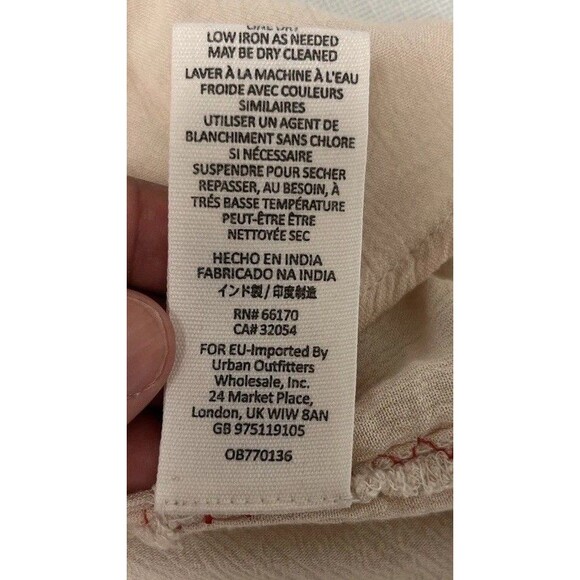 LINE DRY
LOW IRON AS NEEDED
MAY BE DRY CLEANED
LAVER À LA MACHINE À L'EAU
FROIDE AVEC COULEURS
SIMILAIRES
UTILISER UN AGENT DE
BLANCHIMENT SANS CHLORE
SI NÉCESSAIRE
SUSPENDRE POUR SECHER
REPASSER, AU BESOIN, À
TRÉS BASSE TEMPÉRATURE
PEUT-ÊTRE ÊTRE
NETTOYÉE SEC
HECHO EN INDIA
FABRICADO NA INDIA
インド製 / 印度制造
RN# 66170
CA# 32054
FOR EU-Imported By
Urban Outfitters
Wholesale, Inc.
24 Market Place,
London, UK WIW 8AN
GB 975119105
OB770136